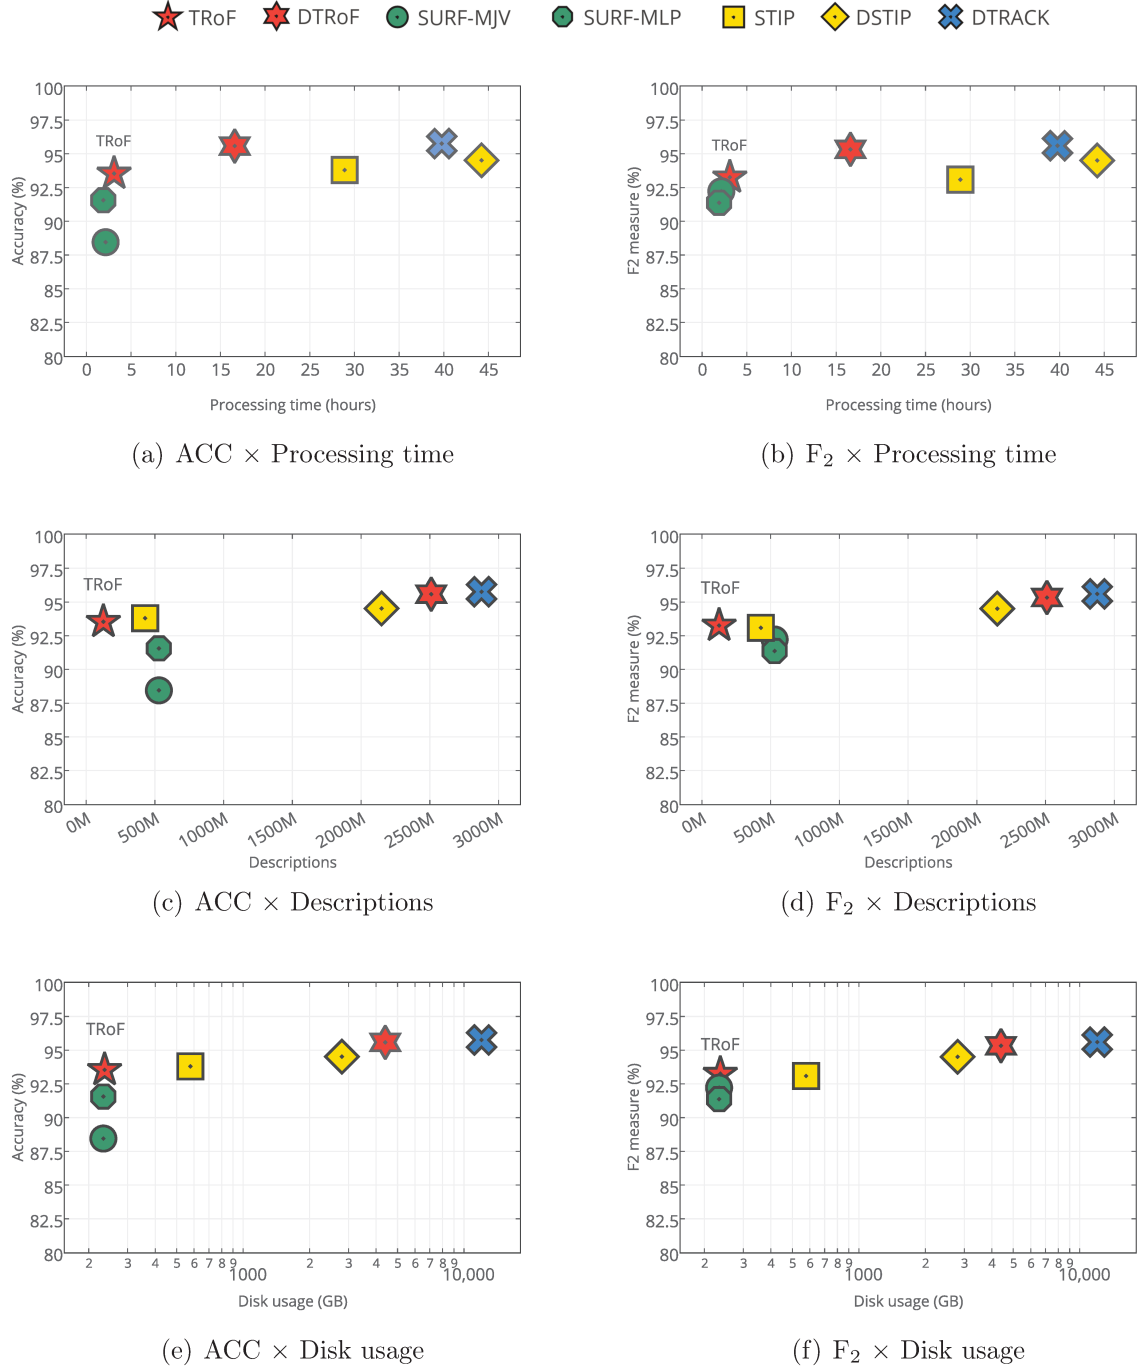 TRoF DTRoF SURF-MJV SURF-MLP STIP DSTIP DTRACK
100
97.5
95
92.5
90
87.5
85
82.5
80
Accuracy (%)
TRoF
0 5 10 15 20 25 30 35 40 45
Processing time (hours)
(a) ACC × Processing time
100
97.5
95
92.5
90
87.5
85
82.5
80
F2 measure (%)
TRoF
0 5 10 15 20 25 30 35 40 45
Processing time (hours)
(b) F₂ × Processing time
100
97.5
95
92.5
90
87.5
85
82.5
80
Accuracy (%)
TRoF
0M 500M 1000M 1500M 2000M 2500M 3000M
Descriptions
(c) ACC × Descriptions
100
97.5
95
92.5
90
87.5
85
82.5
80
F2 measure (%)
TRoF
0M 500M 1000M 1500M 2000M 2500M 3000M
Descriptions
(d) F₂ × Descriptions
100
97.5
95
92.5
90
87.5
85
82.5
80
Accuracy (%)
TRoF
2 3 4 5 6 7 8 9 1000 2 3 4 5 6 7 8 9 10,000
Disk usage (GB)
(e) ACC × Disk usage
100
97.5
95
92.5
90
87.5
85
82.5
80
F2 measure (%)
TRoF
2 3 4 5 6 7 8 9 1000 2 3 4 5 6 7 8 9 10,000
Disk usage (GB)
(f) F₂ × Disk usage